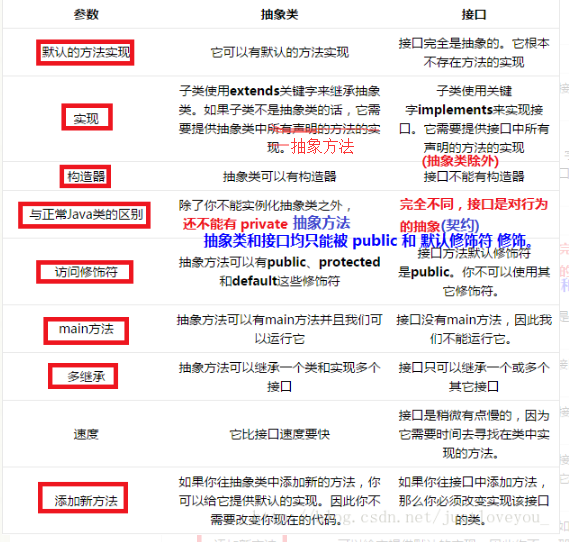 参数 抽象类 接口
默认的方法实现 它可以有默认的方法实现 接口完全是抽象的。它根本
不存在方法的实现
实现 子类使用extends关键字来继承抽象
类。如果子类不是抽象类的话，它需
要提供抽象类中所有声明的方法的实
现。
抽象方法
子类使用关键
字implements来实现接
口。它需要提供接口中所有
声明的方法的实现
(抽象类除外)
构造器 抽象类可以有构造器 接口不能有构造器
与正常Java类的区别 除了你不能实例化抽象类之外，
还不能有 private 抽象方法
完全不同，接口是对行为
的抽象(契约)
抽象类和接口均只能被 public 和 默认修饰符 修饰。
访问修饰符 抽象方法可以有public、protected
和default这些修饰符
接口方法默认修饰符
是public。你不可以使用其
它修饰符。
main方法 抽象方法可以有main方法并且我们可
以运行它
接口没有main方法，因此我
们不能运行它。
多继承 抽象方法可以继承一个类和实现多个
接口
接口只可以继承一个或多个
其它接口
速度 它比接口速度要快 接口是稍微有点慢的，因为
它需要时间去寻找在类中实
现的方法。
添加新方法 如果你往抽象类中添加新的方法，你
可以给它提供默认的实现。因此你不
需要改变你现在的代码。
如果你往接口中添加方法，
那么你必须改变实现该接口
的类。